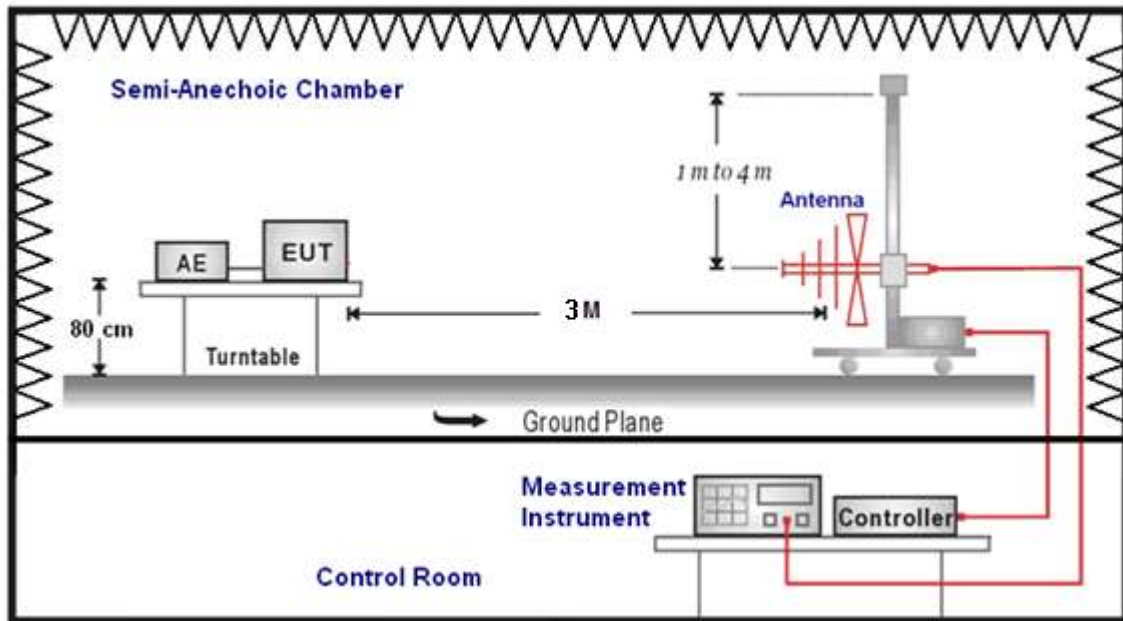 Semi-Anechoic Chamber
1 m to 4 m
Antenna
AE
EUT
80 cm
3 M
Turntable
Ground Plane
Measurement
Instrument
Controller
Control Room